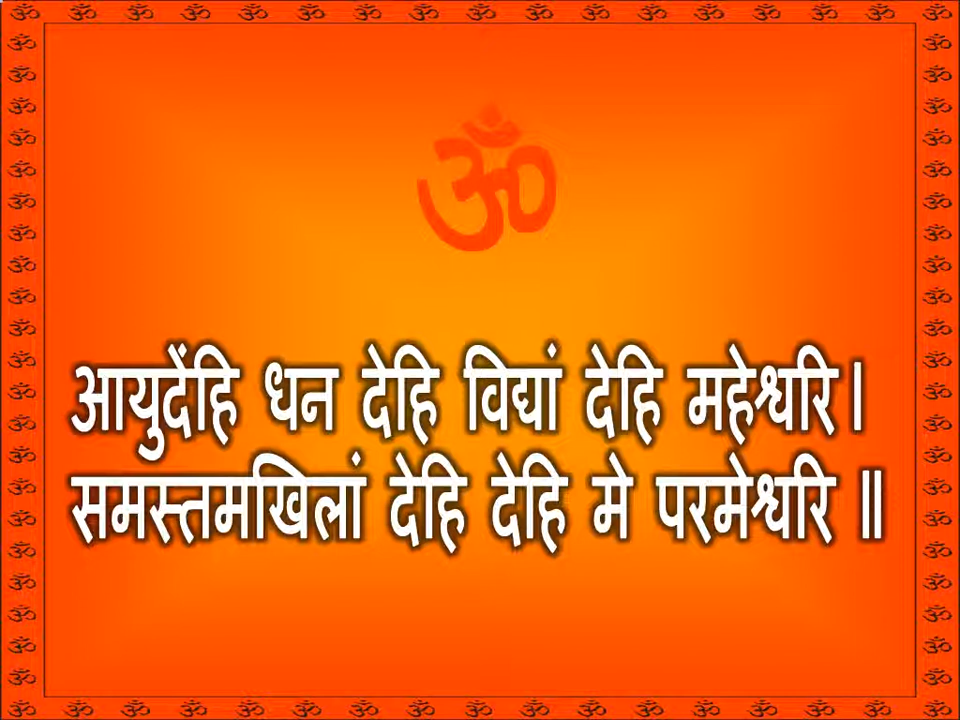 ॐ
आयुर्देहि धन देहि विद्यां देहि महेश्वरि।
समस्तमखिलां देहि देहि मे परमेश्वरि ॥